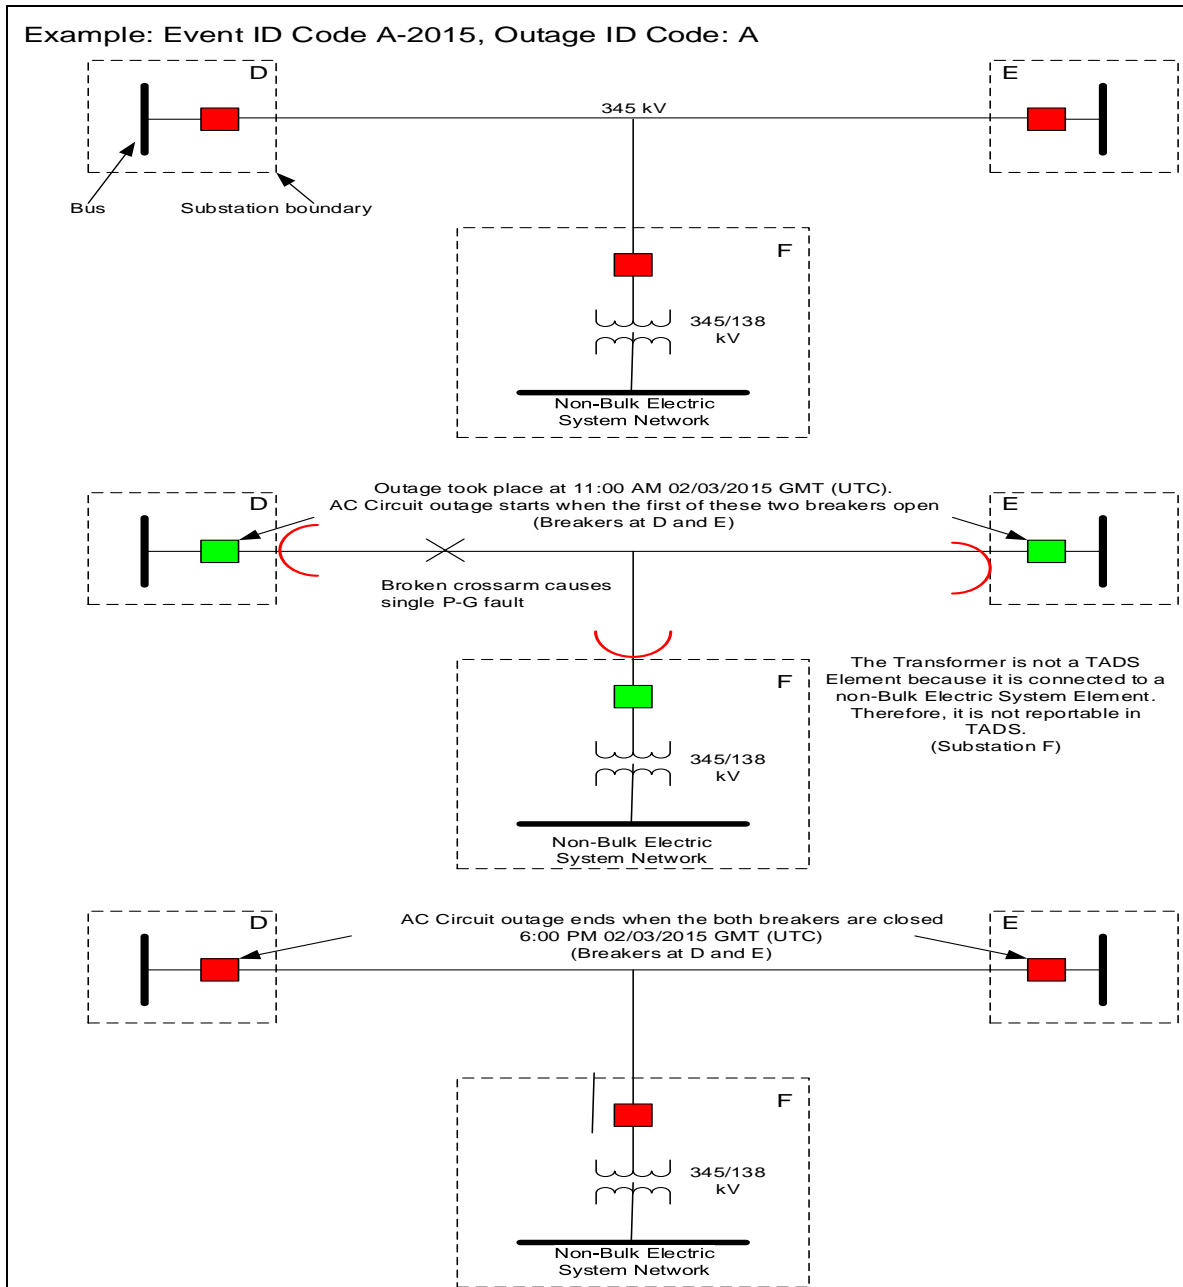 Example: Event ID Code A-2015, Outage ID Code: A
D
E
345 kV
Bus
Substation boundary
F
345/138
kV
Non-Bulk Electric
System Network
Outage took place at 11:00 AM 02/03/2015 GMT (UTC).
AC Circuit outage starts when the first of these two breakers open
(Breakers at D and E)
D
E
Broken crossarm causes
single P-G fault
The Transformer is not a TADS
Element because it is connected to a
non-Bulk Electric System Element.
Therefore, it is not reportable in
TADS.
(Substation F)
F
345/138
kV
Non-Bulk Electric
System Network
AC Circuit outage ends when the both breakers are closed
6:00 PM 02/03/2015 GMT (UTC)
(Breakers at D and E)
D
E
F
345/138
kV
Non-Bulk Electric
System Network